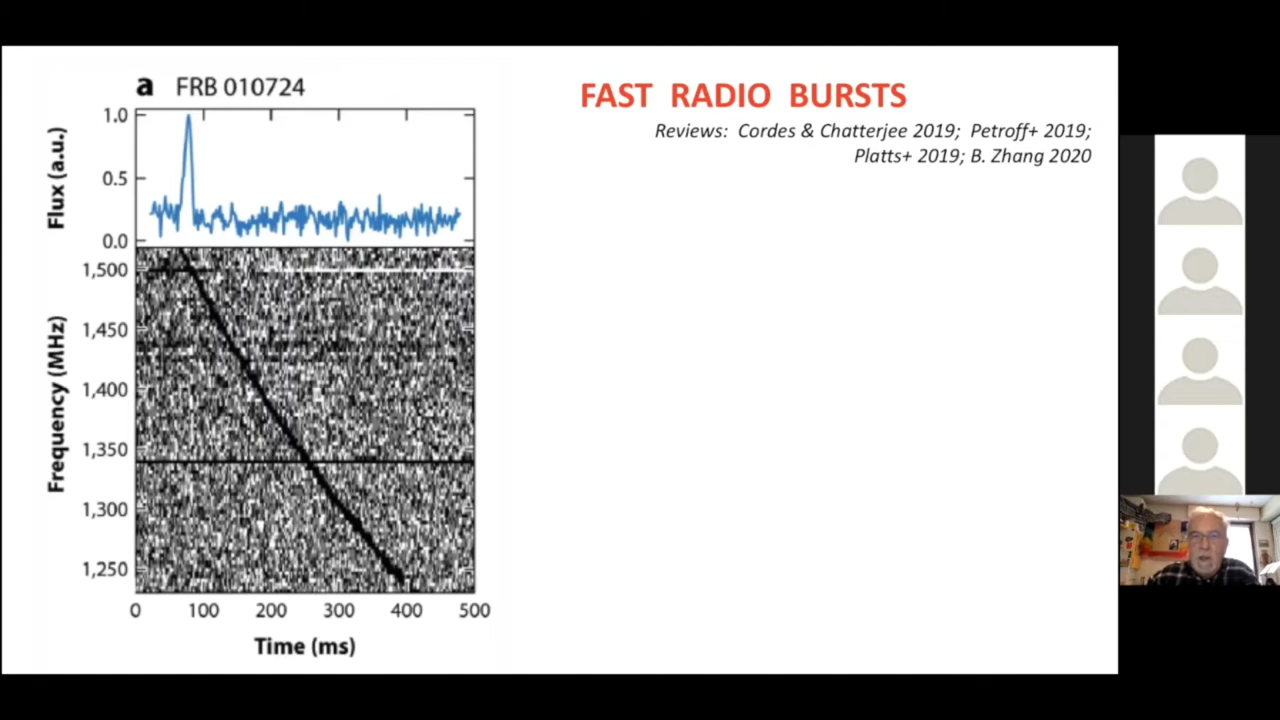 a FRB 010724
Flux (a.u.)
1.0
0.5
0.0
Frequency (MHz)
1,500
1,450
1,400
1,350
1,300
1,250
0 100 200 300 400 500
Time (ms)
FAST RADIO BURSTS
Reviews: Cordes & Chatterjee 2019; Petroff+ 2019;
Platts+ 2019; B. Zhang 2020